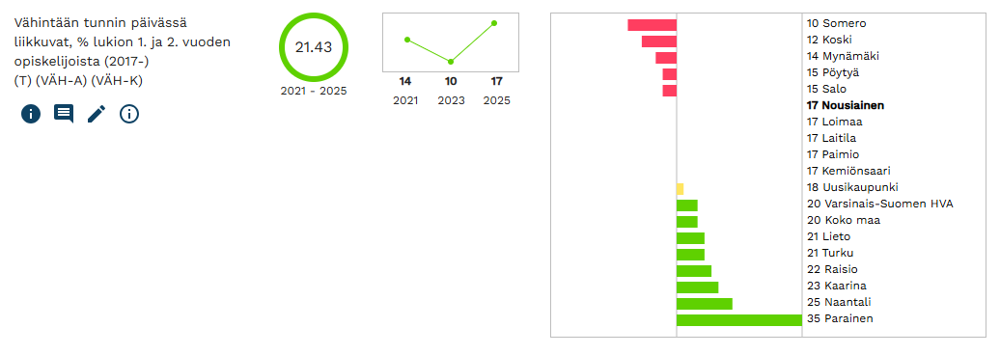 Vähintään tunnin päivässä
liikkuvat, % lukion 1. ja 2. vuoden
opiskelijoista (2017-)
(T) (VÄH-A) (VÄH-K)
21.43
2021 - 2025
14 10 17
2021 2023 2025
10 Somero
12 Koski
14 Mynämäki
15 Pöytyä
15 Salo
17 Nousiainen
17 Loimaa
17 Laitila
17 Paimio
17 Kemiönsaari
18 Uusikaupunki
20 Varsinais-Suomen HVA
20 Koko maa
21 Lieto
21 Turku
22 Raisio
23 Kaarina
25 Naantali
35 Parainen